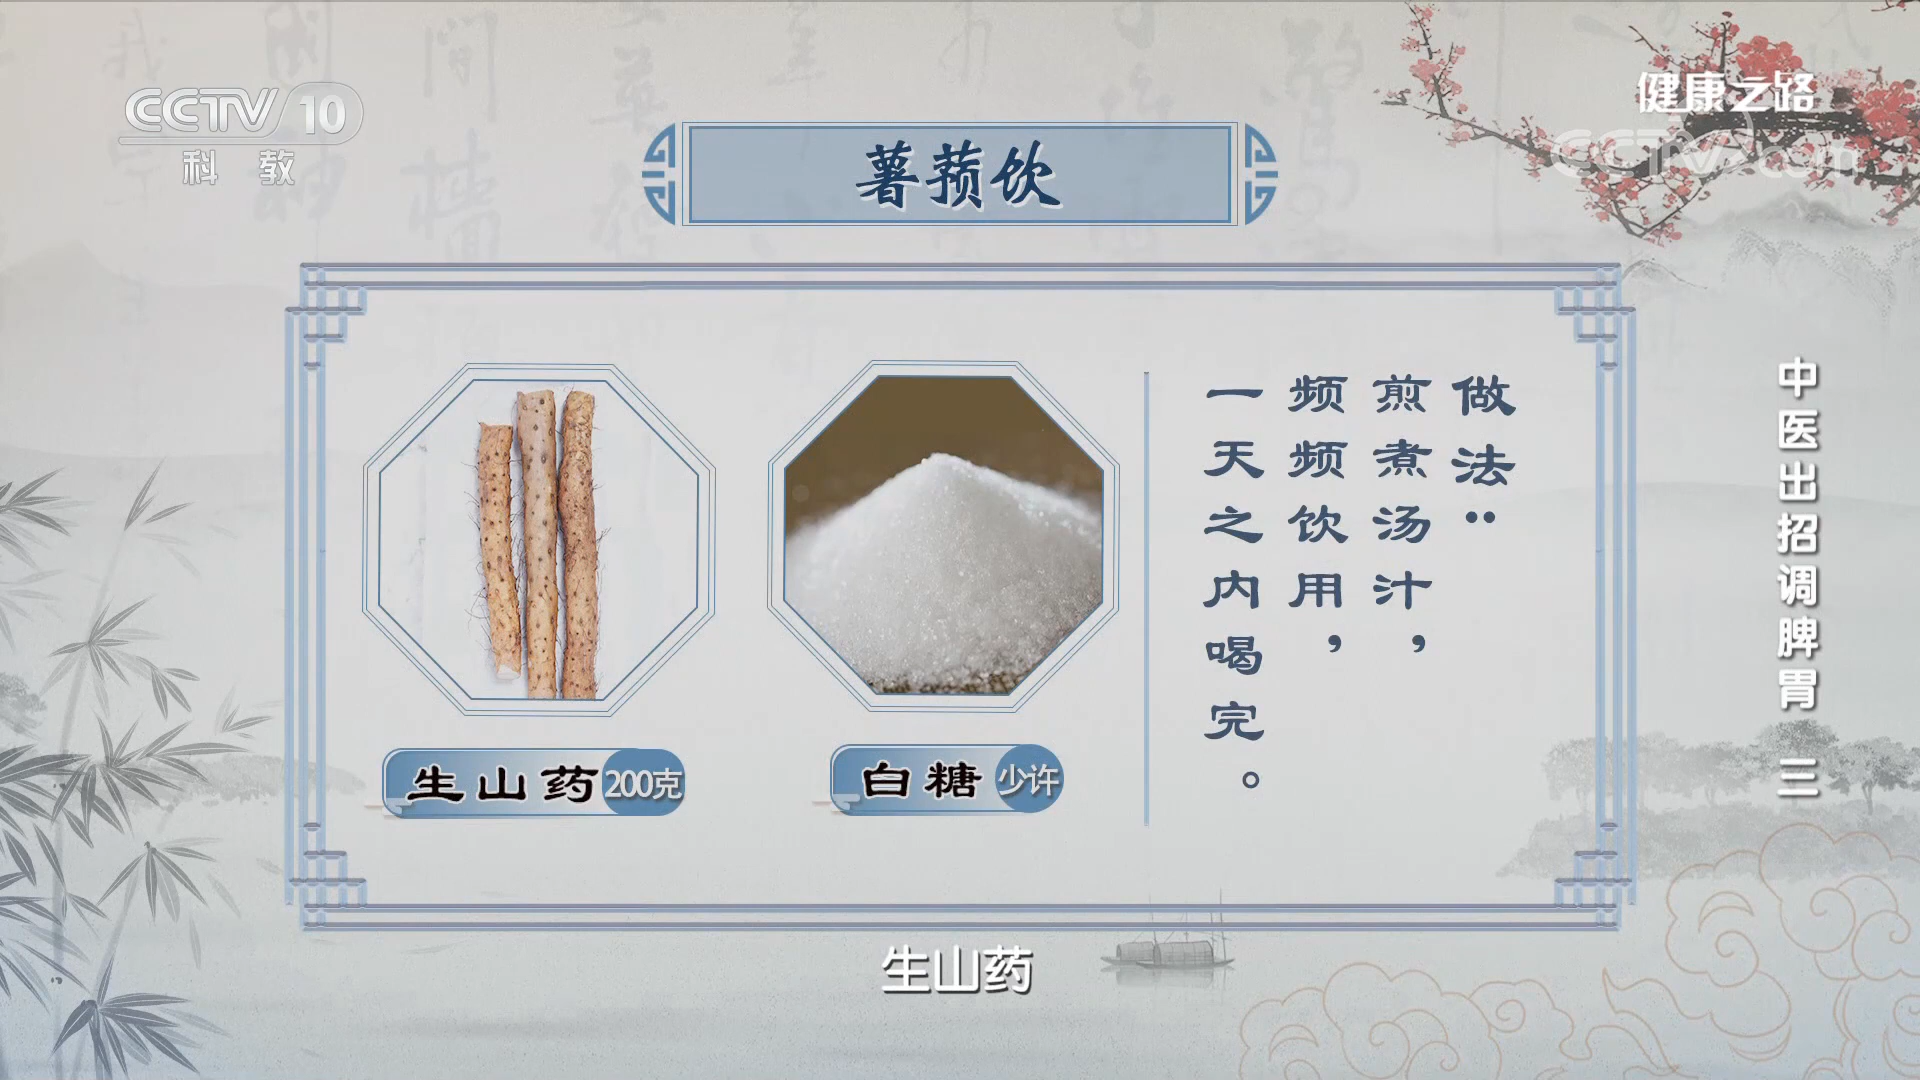 CCTV 10
科教
健康之路
CCTV.com
薯蓣饮
生山药 200克
白糖 少许
做法：
煎煮汤汁，
频频饮用，
一天之内喝完。
中医出招调脾胃 三
生山药